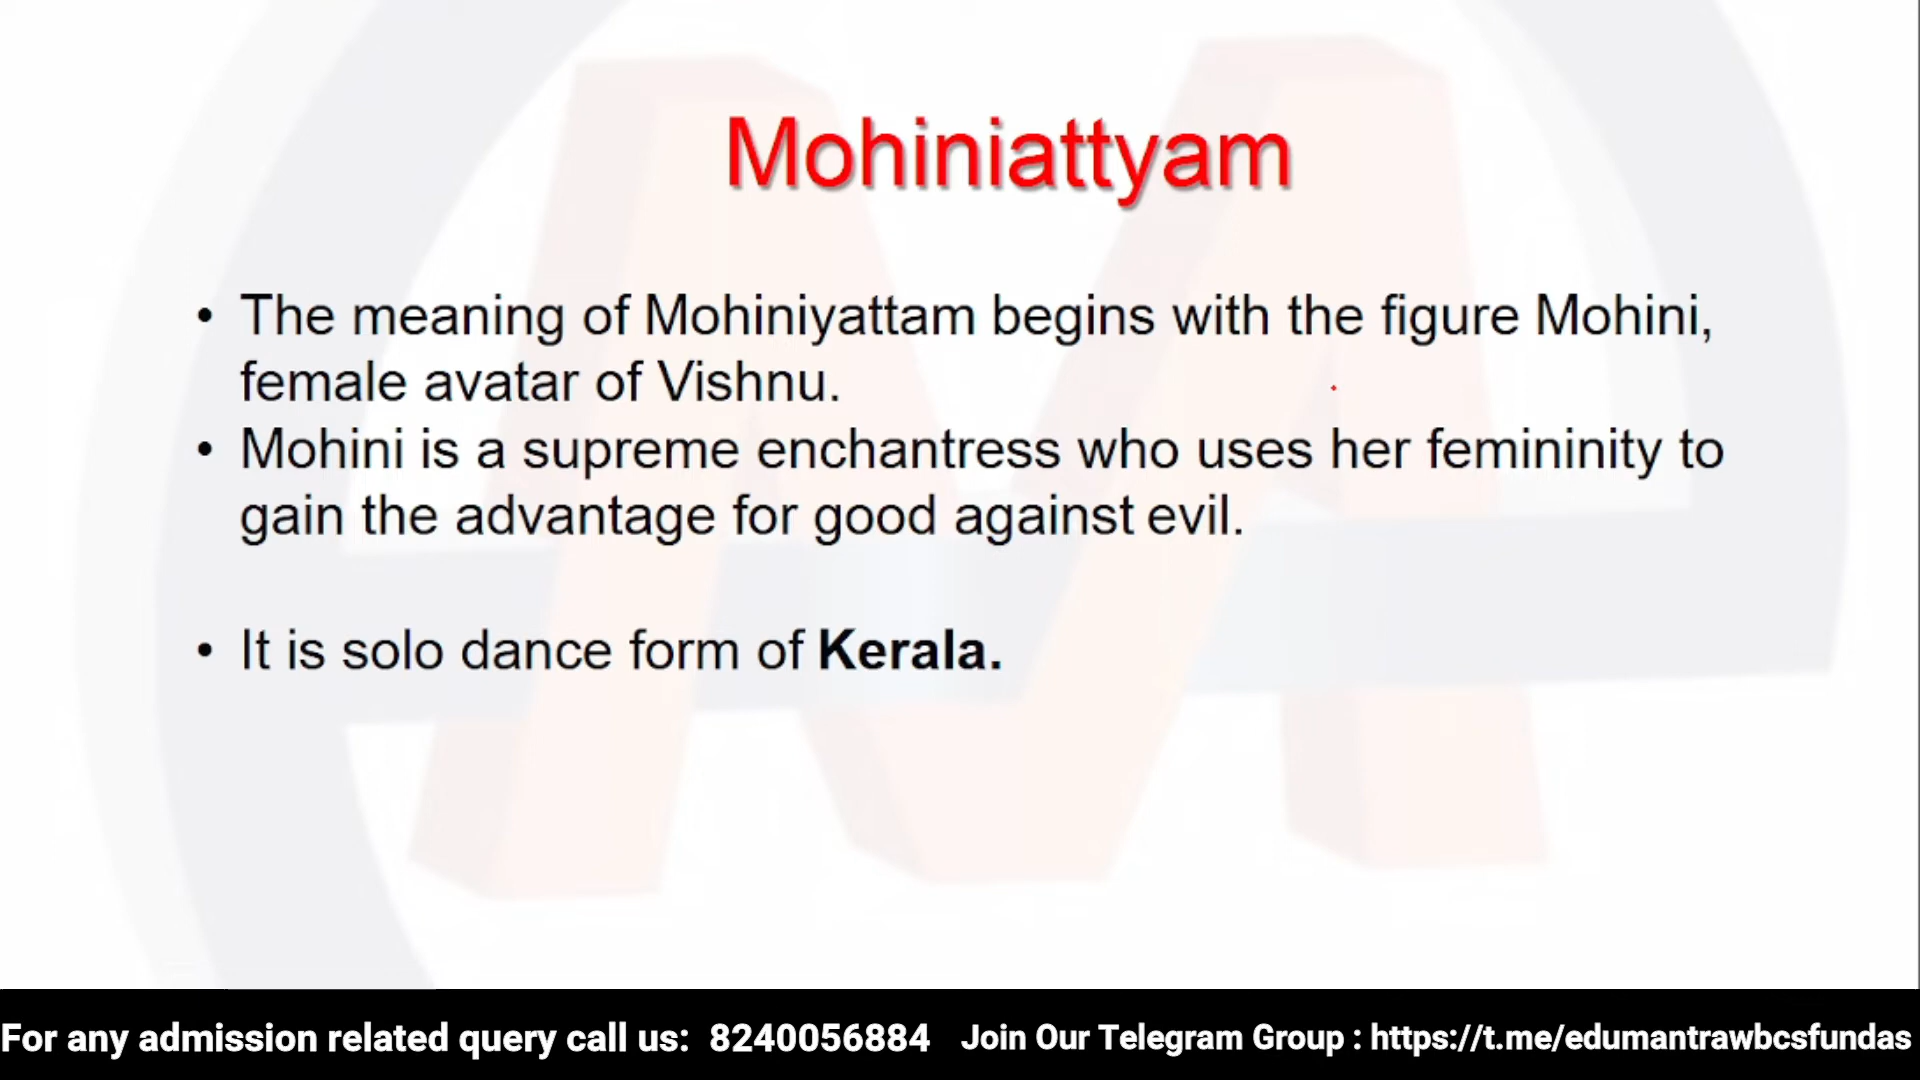 Mohiniattyam
• The meaning of Mohiniyattam begins with the figure Mohini,
female avatar of Vishnu.
• Mohini is a supreme enchantress who uses her femininity to
gain the advantage for good against evil.
• It is solo dance form of Kerala.
For any admission related query call us: 8240056884 Join Our Telegram Group : https://t.me/edumantrawbcsfundas